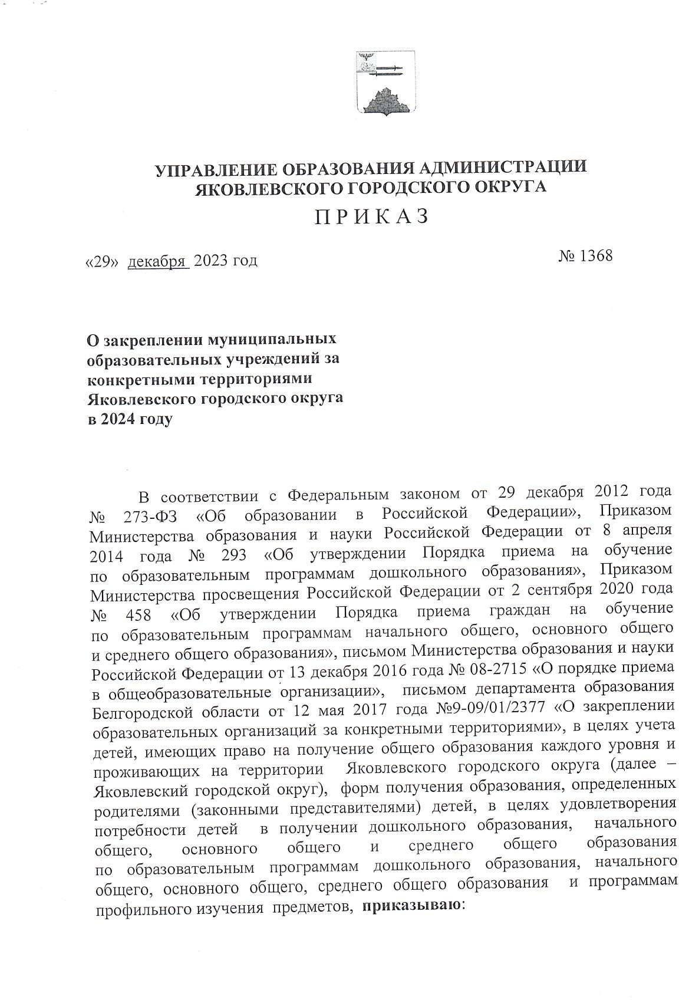 УПРАВЛЕНИЕ ОБРАЗОВАНИЯ АДМИНИСТРАЦИИ
ЯКОВЛЕВСКОГО ГОРОДСКОГО ОКРУГА
П Р И К А З
«29» декабря 2023 год
№ 1368
О закреплении муниципальных
образовательных учреждений за
конкретными территориями
Яковлевского городского округа
в 2024 году
В соответствии с Федеральным законом от 29 декабря 2012 года
№ 273-ФЗ «Об образовании в Российской Федерации», Приказом
Министерства образования и науки Российской Федерации от 8 апреля
2014 года № 293 «Об утверждении Порядка приема на обучение
по образовательным программам дошкольного образования», Приказом
Министерства просвещения Российской Федерации от 2 сентября 2020 года
№ 458 «Об утверждении Порядка приема граждан на обучение
по образовательным программам начального общего, основного общего
и среднего общего образования», письмом Министерства образования и науки
Российской Федерации от 13 декабря 2016 года № 08-2715 «О порядке приема
в общеобразовательные организации», письмом департамента образования
Белгородской области от 12 мая 2017 года №9-09/01/2377 «О закреплении
образовательных организаций за конкретными территориями», в целях учета
детей, имеющих право на получение общего образования каждого уровня и
проживающих на территории Яковлевского городского округа (далее –
Яковлевский городской округ), форм получения образования, определенных
родителями (законными представителями) детей, в целях удовлетворения
потребности детей в получении дошкольного образования, начального
общего, основного общего и среднего общего образования
по образовательным программам дошкольного образования, начального
общего, основного общего, среднего общего образования и программам
профильного изучения предметов, приказываю: